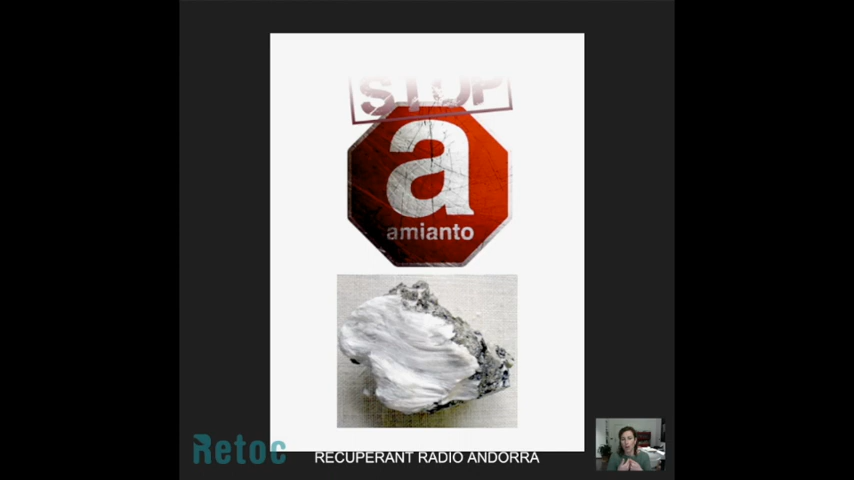 STOP
a
amianto
Retoc
RECUPERANT RADIO ANDORRA